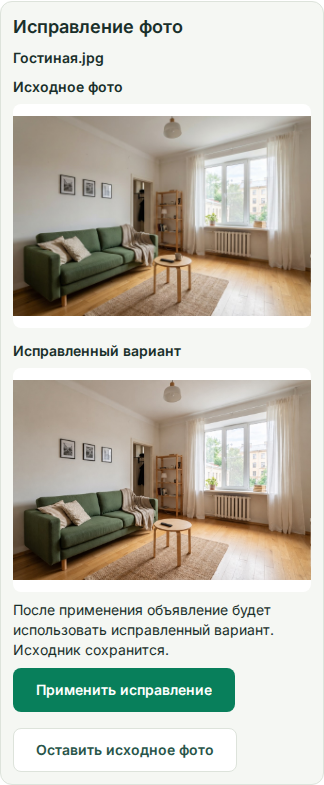 Исправление фото
Гостиная.jpg
Исходное фото
Исправленный вариант
После применения объявление будет
использовать исправленный вариант.
Исходник сохранится.
Применить исправление
Оставить исходное фото